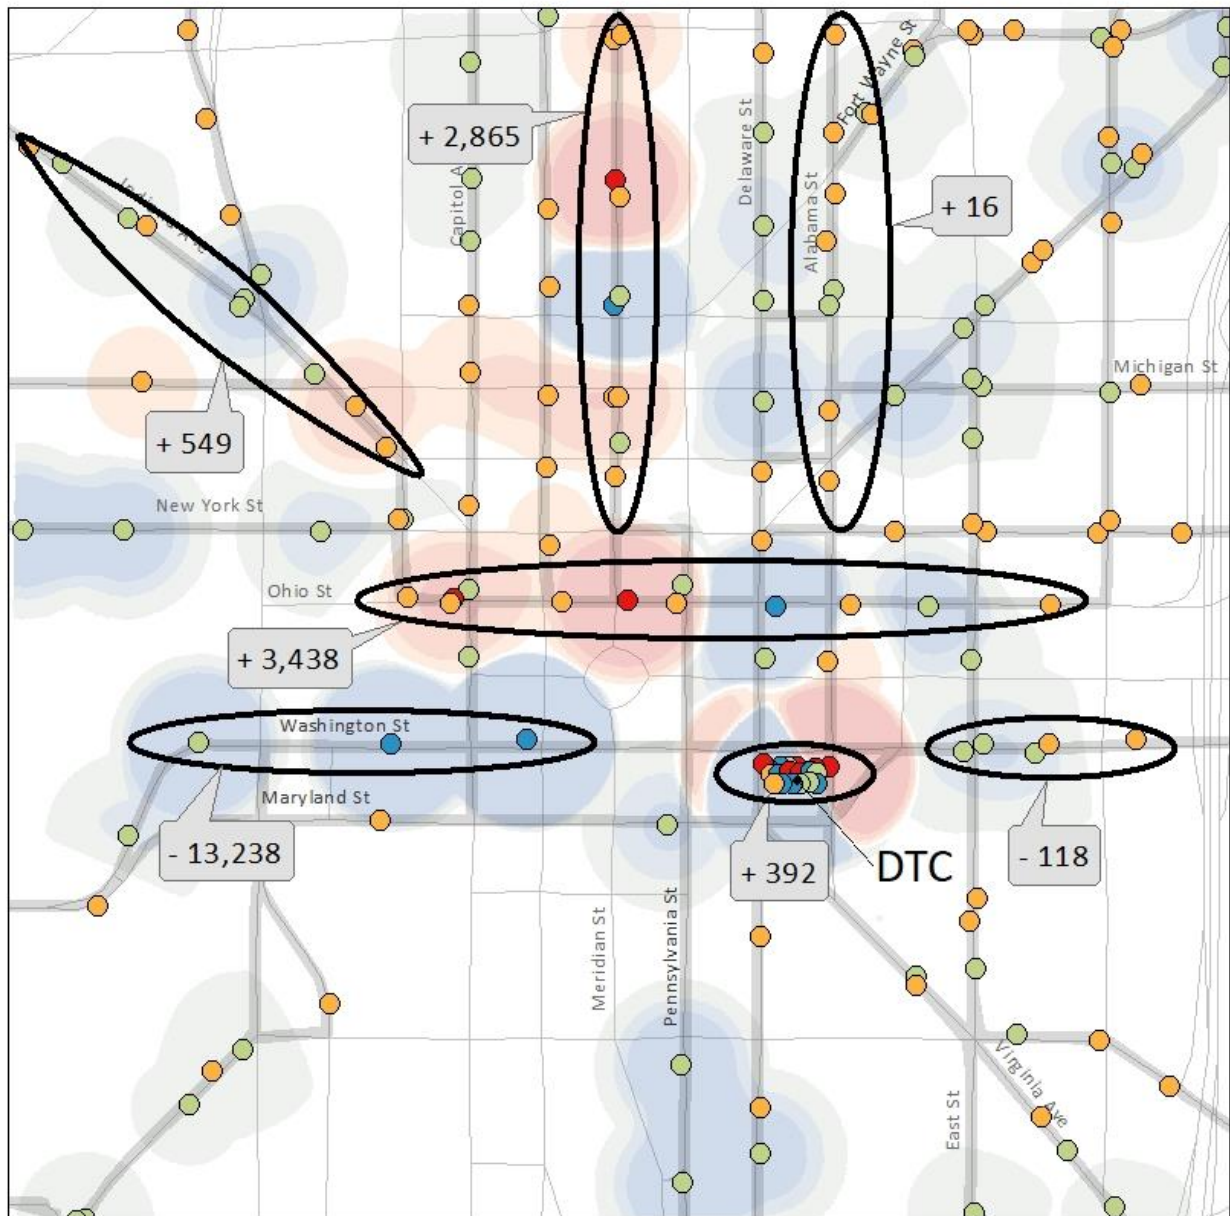 Fort Wayne St
+ 2,865
Delaware St
Capitol A
Indiana Ave
Alabama St
+ 16
Michigan St
+ 549
New York St
Ohio St
+ 3,438
Washington St
Maryland St
- 13,238
+ 392
DTC
- 118
Meridian St
Pennsylvania St
Virginia Ave
East St